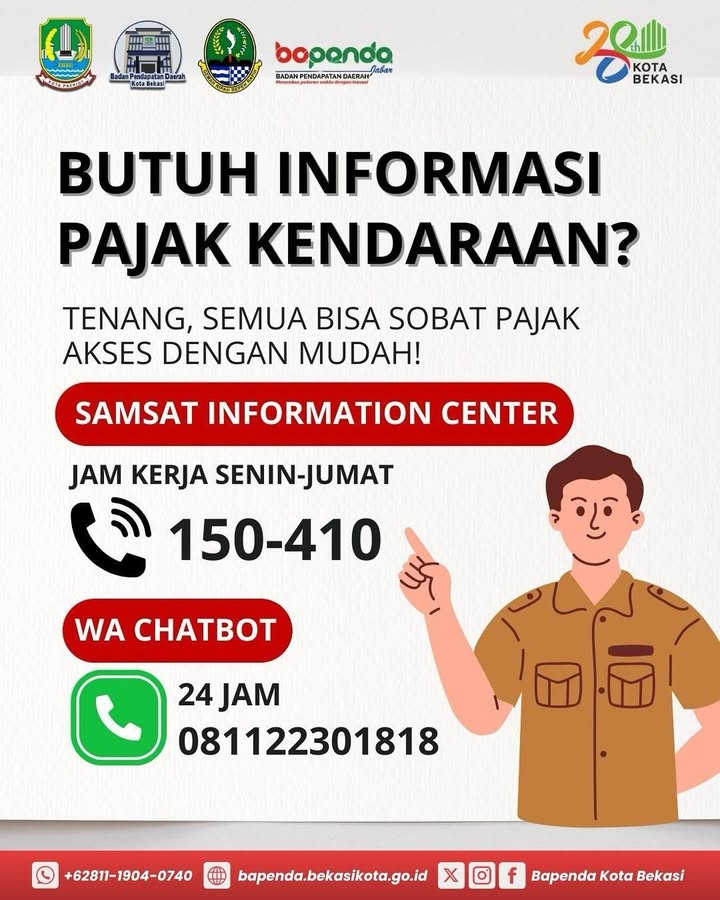 Badan Pendapatan Daerah
Kota Bekasi
bapenda
Jabar
BADAN PENDAPATAN DAERAH
28th
KOTA
BEKASI
BUTUH INFORMASI
PAJAK KENDARAAN?
TENANG, SEMUA BISA SOBAT PAJAK
AKSES DENGAN MUDAH!
SAMSAT INFORMATION CENTER
JAM KERJA SENIN-JUMAT
150-410
WA CHATBOT
24 JAM
081122301818
+62811-1904-0740
bapenda.bekasikota.go.id
Bapenda Kota Bekasi